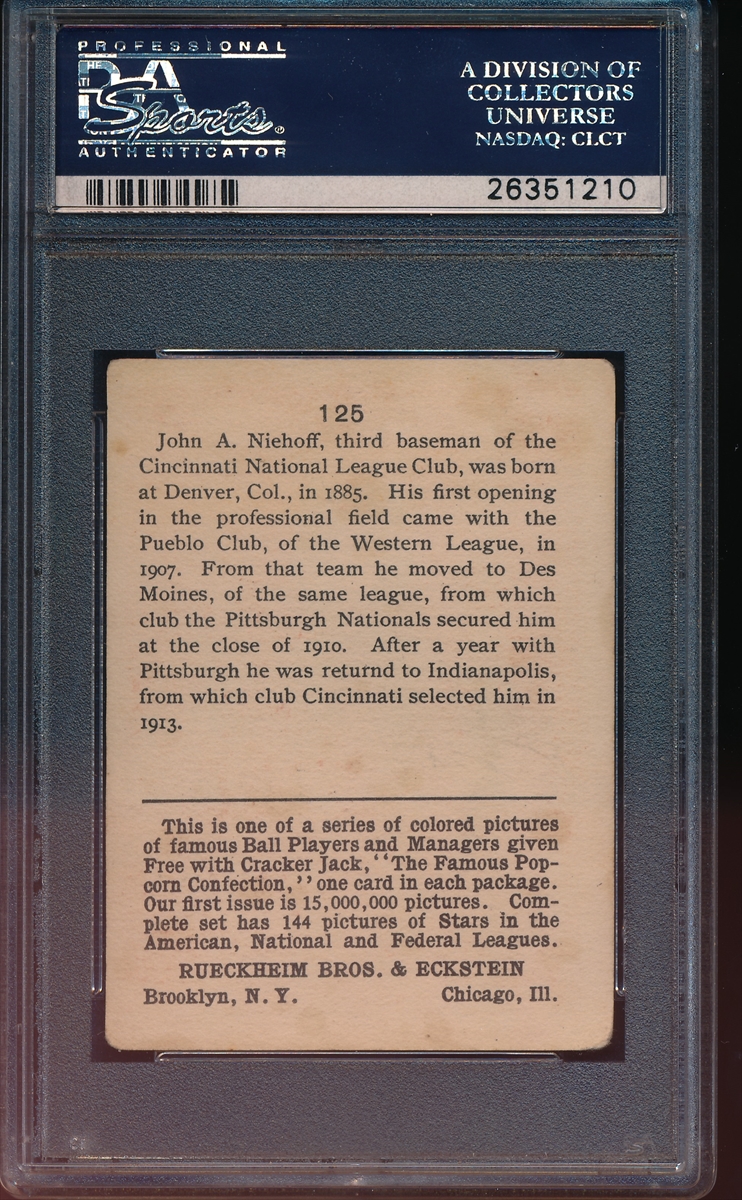 PROFESSIONAL
PSA
Sports®
AUTHENTICATOR
A DIVISION OF
COLLECTORS
UNIVERSE
NASDAQ: CLCT
26351210
125
John A. Niehoff, third baseman of the
Cincinnati National League Club, was born
at Denver, Col., in 1885. His first opening
in the professional field came with the
Pueblo Club, of the Western League, in
1907. From that team he moved to Des
Moines, of the same league, from which
club the Pittsburgh Nationals secured him
at the close of 1910. After a year with
Pittsburgh he was returnd to Indianapolis,
from which club Cincinnati selected him in
1913.
This is one of a series of colored pictures
of famous Ball Players and Managers given
Free with Cracker Jack, "The Famous Pop-
corn Confection," one card in each package.
Our first issue is 15,000,000 pictures. Com-
plete set has 144 pictures of Stars in the
American, National and Federal Leagues.
RUECKHEIM BROS. & ECKSTEIN
Brooklyn, N. Y. Chicago, Ill.